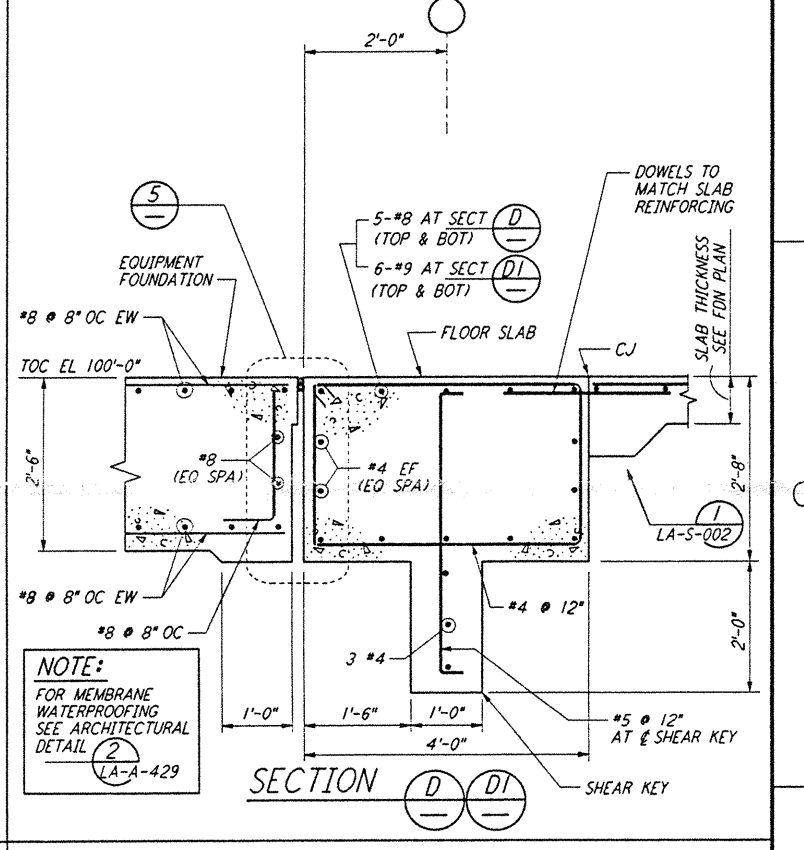 2'-0"
5
—
5-#8 AT SECT D
(TOP & BOT) —
6-#9 AT SECT D1
(TOP & BOT) —
DOWELS TO
MATCH SLAB
REINFORCING
SLAB THICKNESS
SEE FDN PLAN
EQUIPMENT
FOUNDATION
#8 @ 8" OC EW
FLOOR SLAB
CJ
TOC EL 100'-0"
2'-6"
#8
(EQ SPA)
#4 EF
(EQ SPA)
2'-8"
1
LA-S-002
#8 @ 8" OC EW
#8 @ 8" OC
#4 @ 12"
2'-0"
3 #4
NOTE:
FOR MEMBRANE
WATERPROOFING
SEE ARCHITECTURAL
DETAIL 2
LA-A-429
1'-0"
1'-6"
1'-0"
#5 @ 12"
AT ℄ SHEAR KEY
4'-0"
SHEAR KEY
SECTION D D1
— —